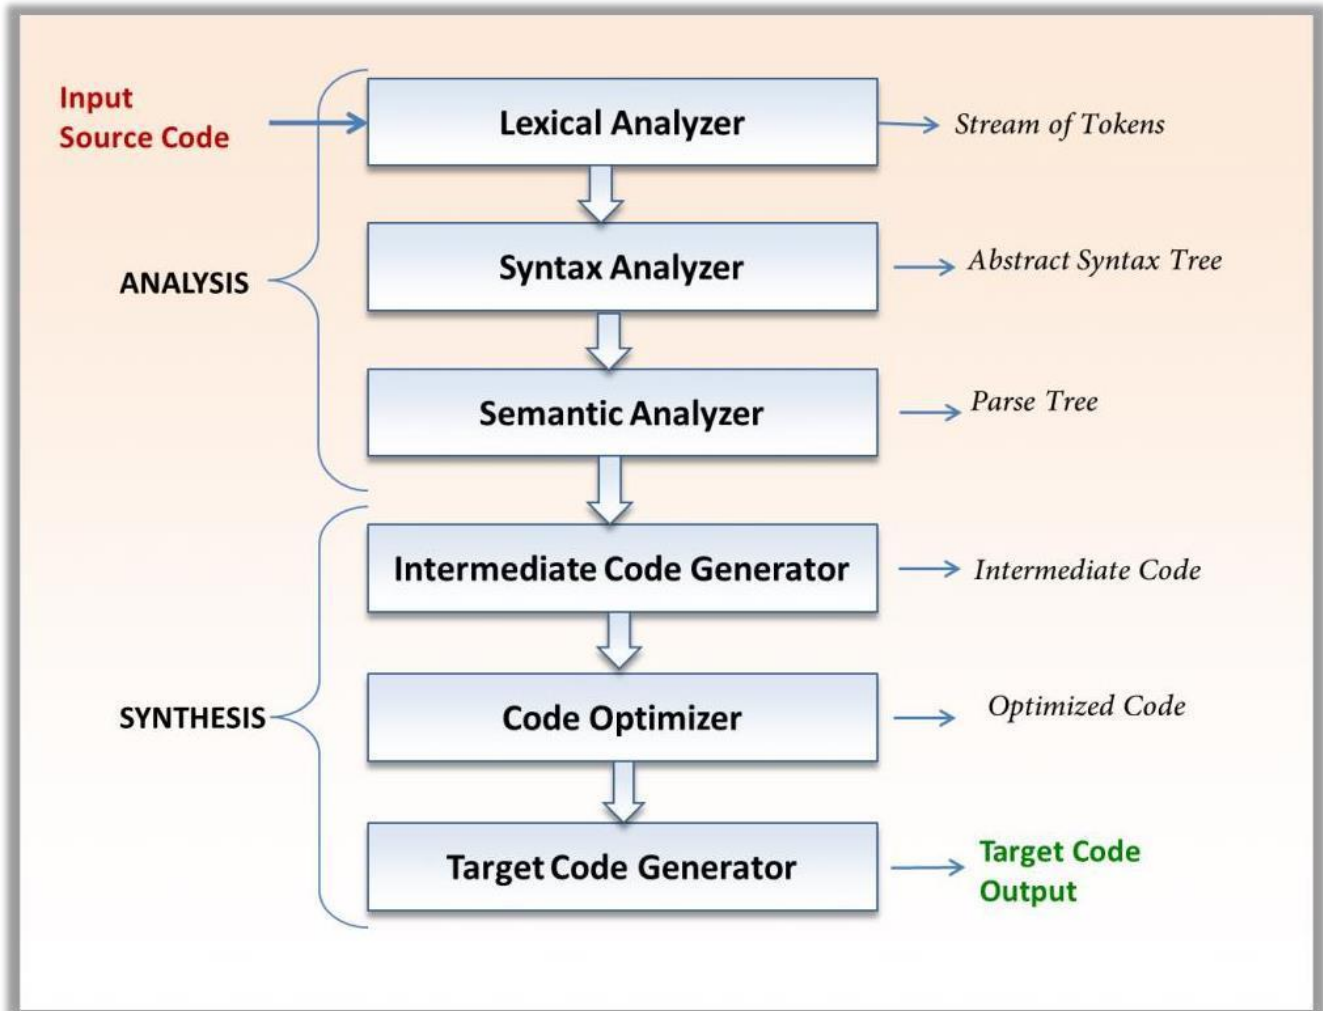 Input
Source Code
Lexical Analyzer
Stream of Tokens
Syntax Analyzer
Abstract Syntax Tree
ANALYSIS
Semantic Analyzer
Parse Tree
Intermediate Code Generator
Intermediate Code
SYNTHESIS
Code Optimizer
Optimized Code
Target Code Generator
Target Code
Output